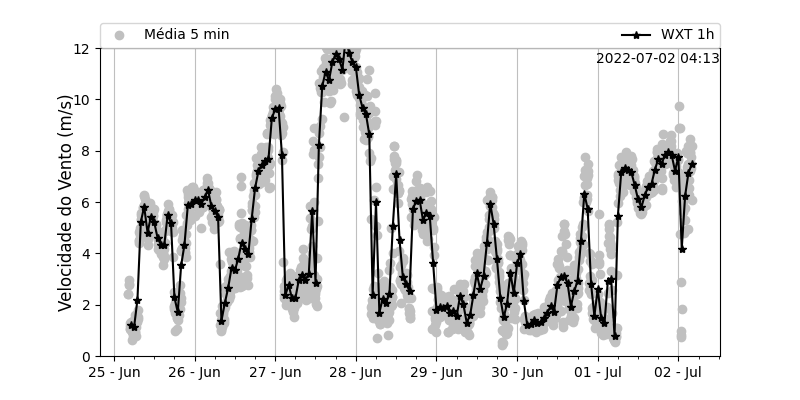 Média 5 min
WXT 1h
2022-07-02 04:13
Velocidade do Vento (m/s)
12
10
8
6
4
2
0
25 - Jun
26 - Jun
27 - Jun
28 - Jun
29 - Jun
30 - Jun
01 - Jul
02 - Jul